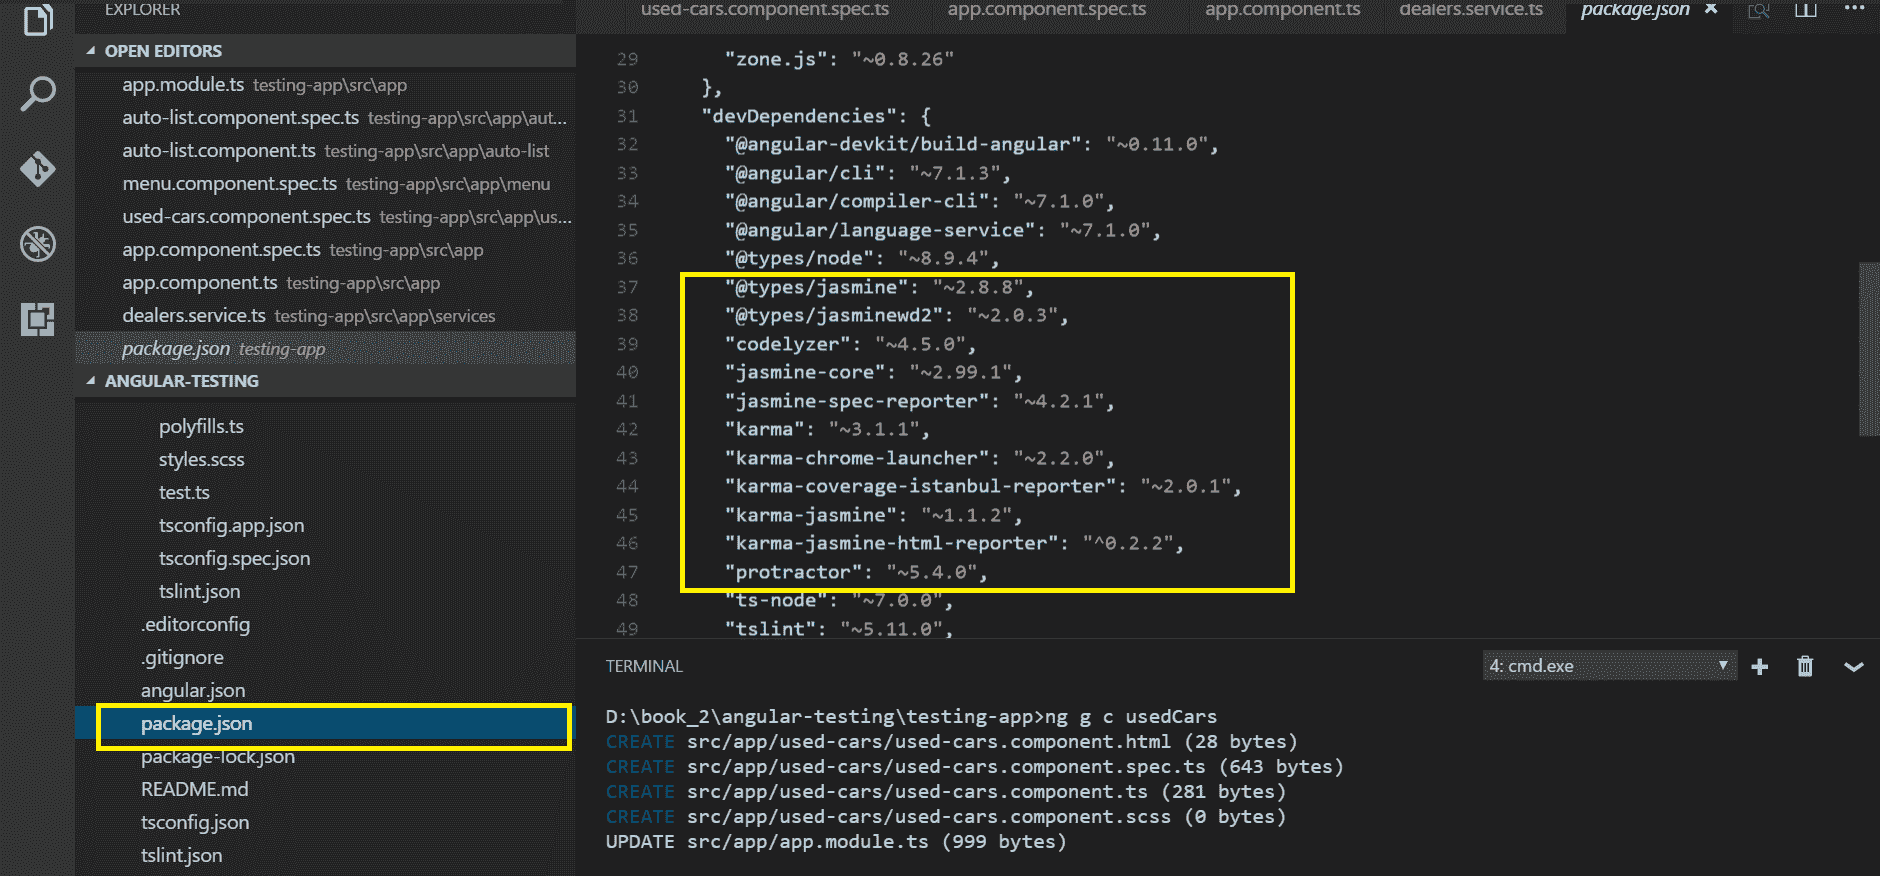 EXPLORER
OPEN EDITORS
app.module.ts testing-app\src\app
auto-list.component.spec.ts testing-app\src\app\aut...
auto-list.component.ts testing-app\src\app\auto-list
menu.component.spec.ts testing-app\src\app\menu
used-cars.component.spec.ts testing-app\src\app\us...
app.component.spec.ts testing-app\src\app
app.component.ts testing-app\src\app
dealers.service.ts testing-app\src\app\services
package.json testing-app
ANGULAR-TESTING
polyfills.ts
styles.scss
test.ts
tsconfig.app.json
tsconfig.spec.json
tslint.json
.editorconfig
.gitignore
angular.json
package.json
package-lock.json
README.md
tsconfig.json
tslint.json
used-cars.component.spec.ts app.component.spec.ts app.component.ts dealers.service.ts package.json
29 "zone.js": "~0.8.26"
30 },
31 "devDependencies": {
32 "@angular-devkit/build-angular": "~0.11.0",
33 "@angular/cli": "~7.1.3",
34 "@angular/compiler-cli": "~7.1.0",
35 "@angular/language-service": "~7.1.0",
36 "@types/node": "~8.9.4",
37 "@types/jasmine": "~2.8.8",
38 "@types/jasminewd2": "~2.0.3",
39 "codelyzer": "~4.5.0",
40 "jasmine-core": "~2.99.1",
41 "jasmine-spec-reporter": "~4.2.1",
42 "karma": "~3.1.1",
43 "karma-chrome-launcher": "~2.2.0",
44 "karma-coverage-istanbul-reporter": "~2.0.1",
45 "karma-jasmine": "~1.1.2",
46 "karma-jasmine-html-reporter": "^0.2.2",
47 "protractor": "~5.4.0",
48 "ts-node": "~7.0.0",
49 "tslint": "~5.11.0",
TERMINAL 4: cmd.exe
D:\book_2\angular-testing\testing-app>ng g c usedCars
CREATE src/app/used-cars/used-cars.component.html (28 bytes)
CREATE src/app/used-cars/used-cars.component.spec.ts (643 bytes)
CREATE src/app/used-cars/used-cars.component.ts (281 bytes)
CREATE src/app/used-cars/used-cars.component.scss (0 bytes)
UPDATE src/app/app.module.ts (999 bytes)